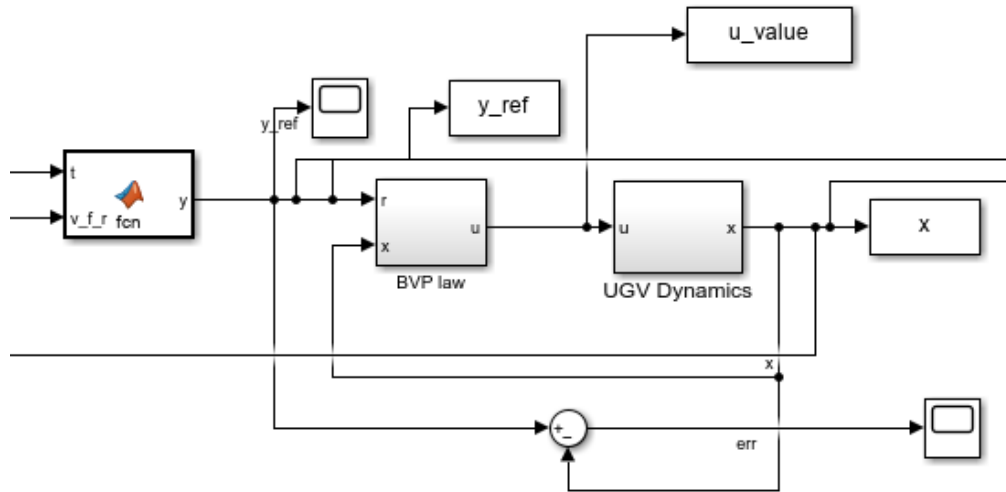 u_value
y_ref
y_ref
t
v_f_r
fcn
y
r
x
u
BVP law
u
x
UGV Dynamics
x
x
+
-
err